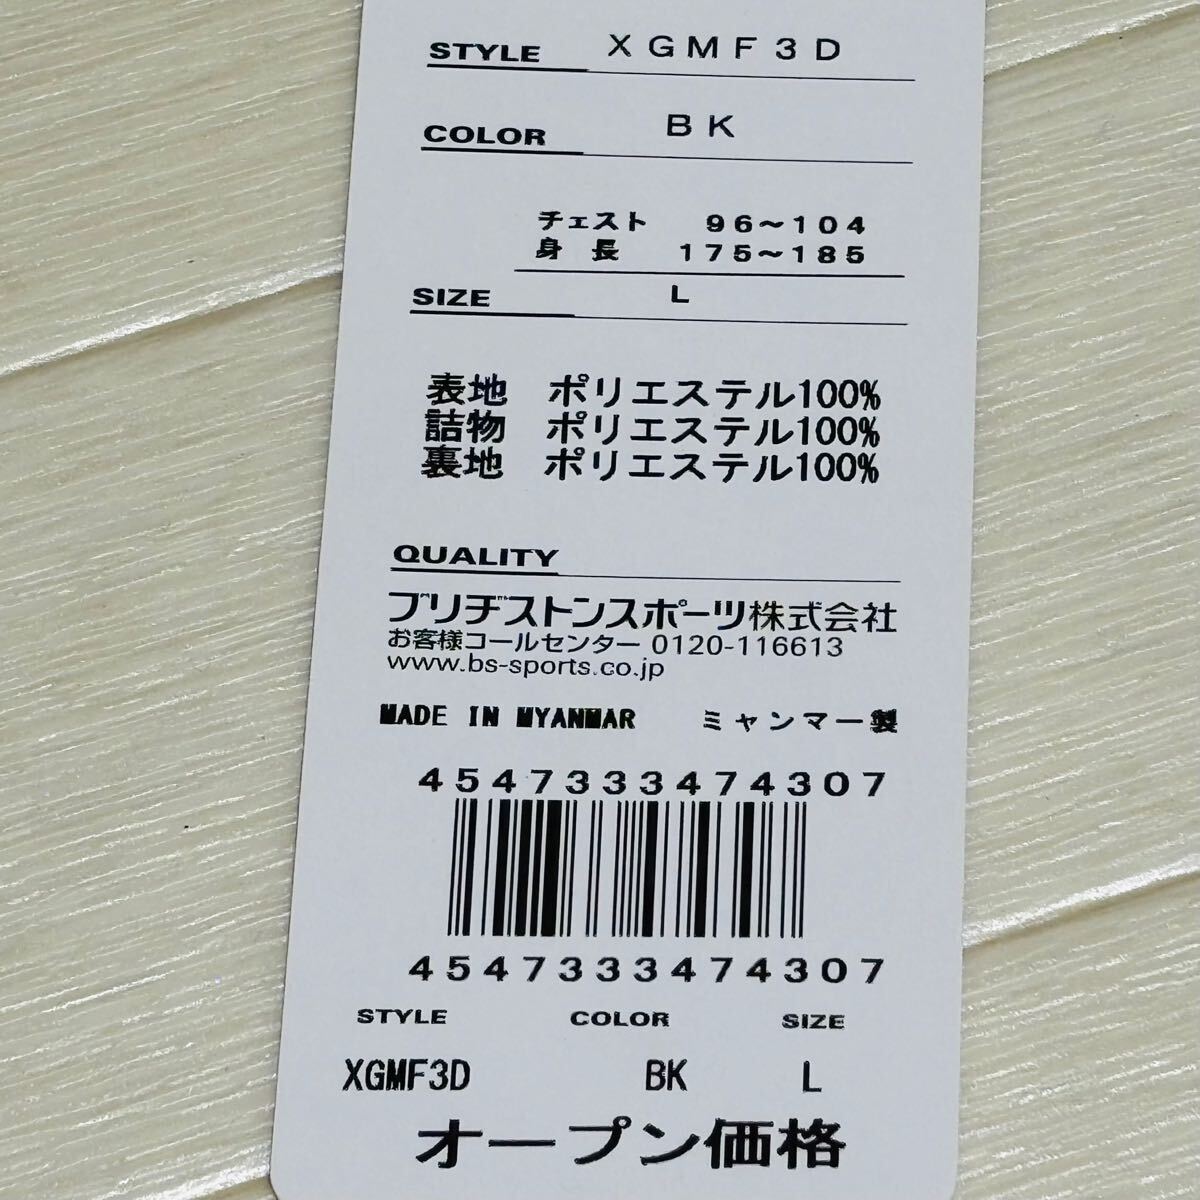 STYLE XGMF3D
COLOR BK
チェスト 96~104
身長 175~185
SIZE L
表地 ポリエステル100%
詰物 ポリエステル100%
裏地 ポリエステル100%
QUALITY
ブリヂストンスポーツ株式会社
お客様コールセンター 0120-116613
www.bs-sports.co.jp
MADE IN MYANMAR ミャンマー製
4547333474307
4547333474307
STYLE COLOR SIZE
XGMF3D BK L
オープン価格